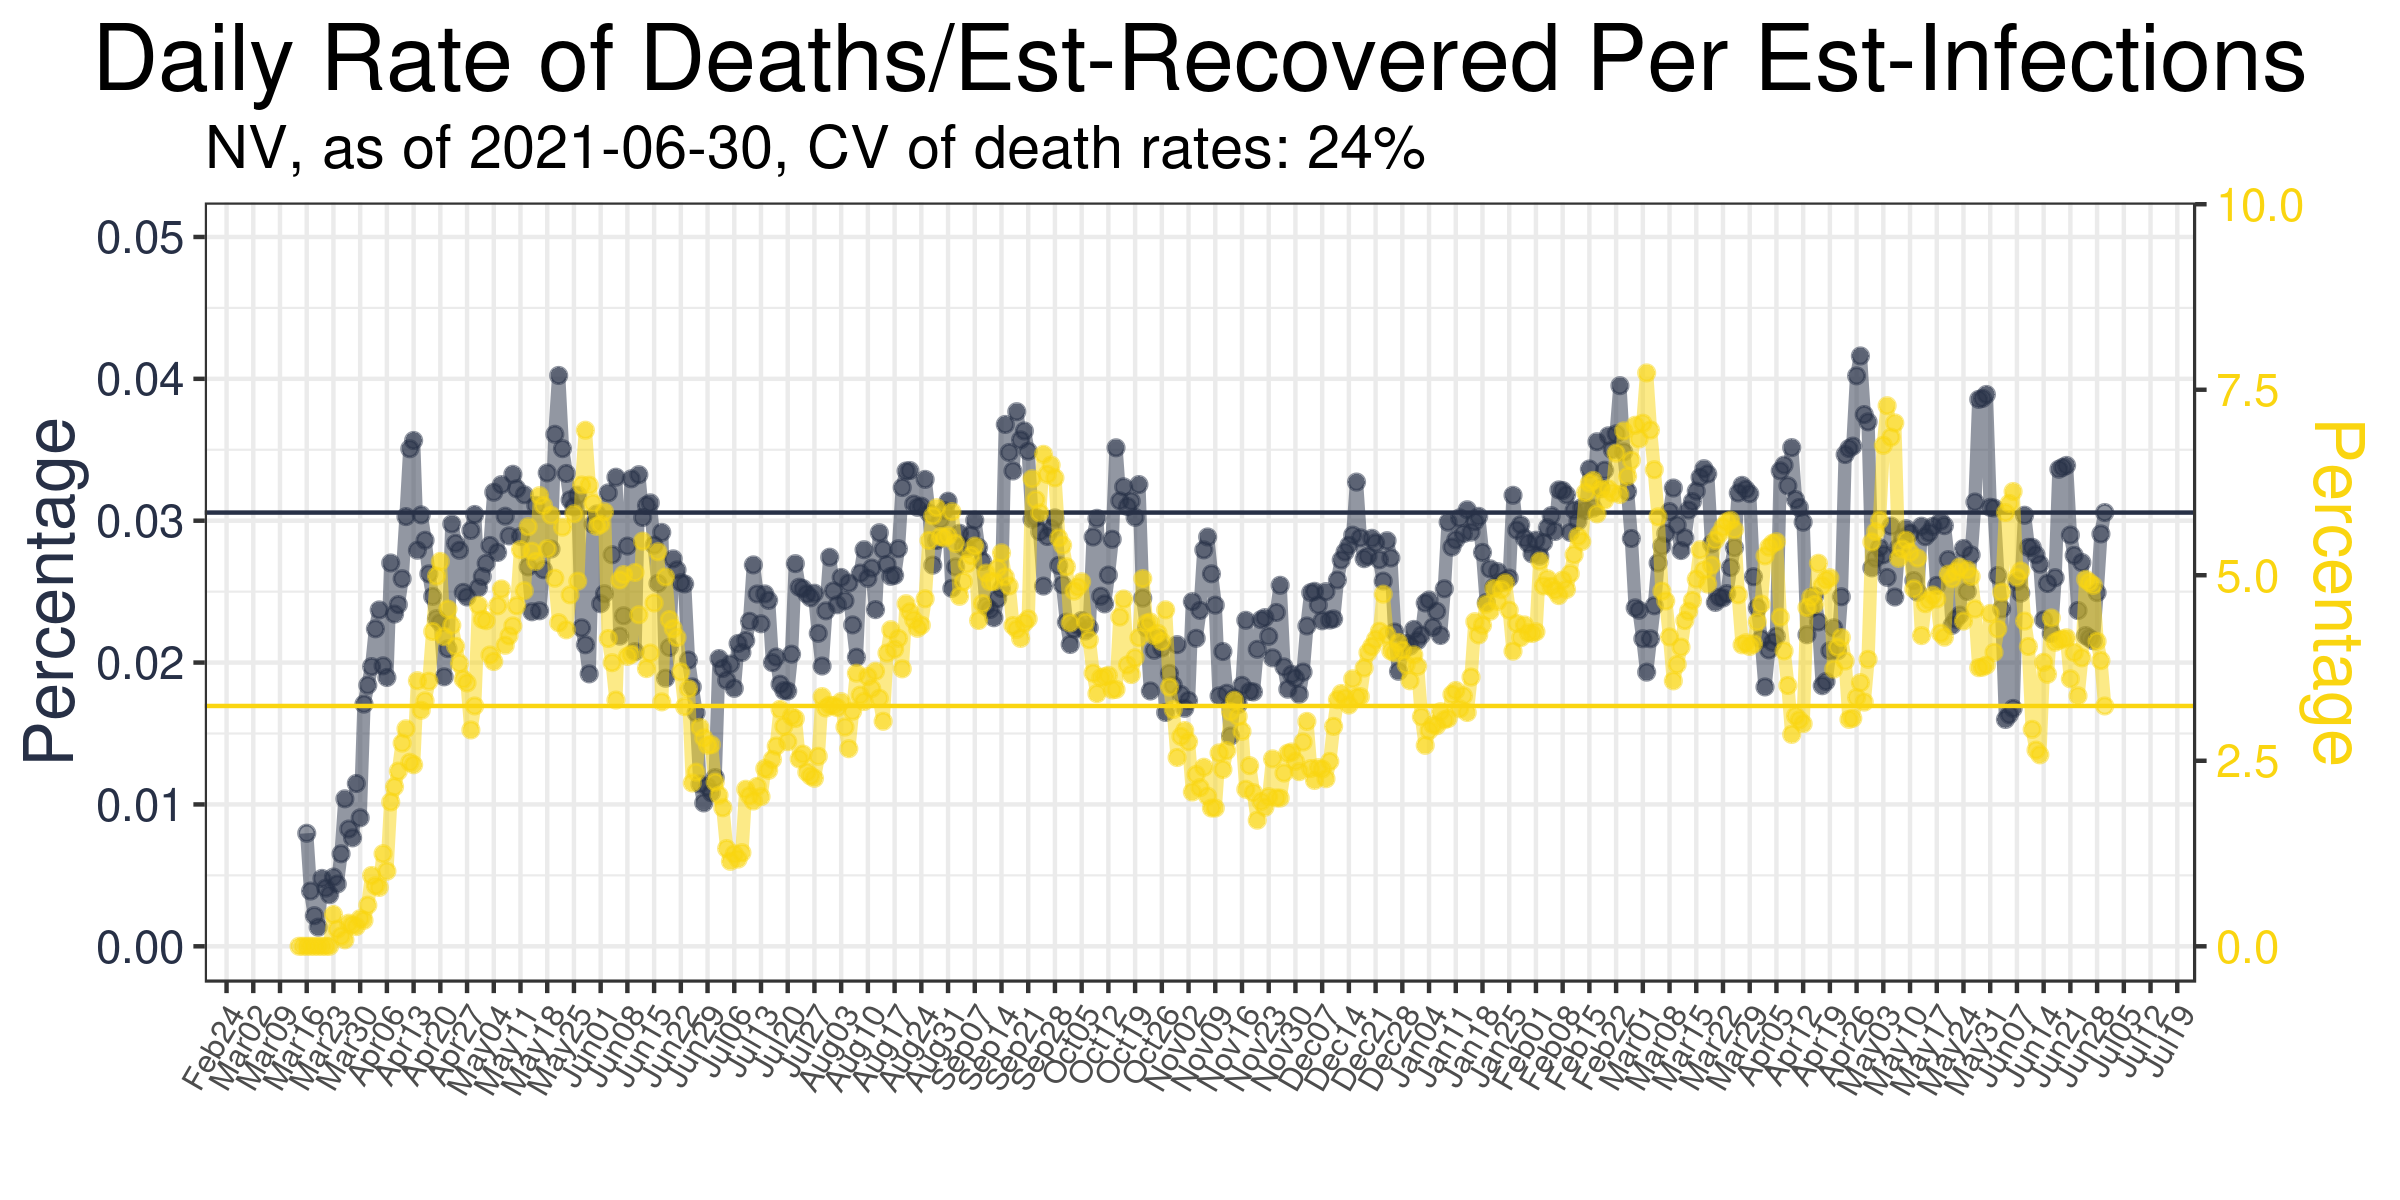 Daily Rate of Deaths/Est-Recovered Per Est-Infections
NV, as of 2021-06-30, CV of death rates: 24%
Percentage
0.05
0.04
0.03
0.02
0.01
0.00
10.0
7.5
5.0
2.5
0.0
Percentage
Feb24
Mar02
Mar09
Mar16
Mar23
Mar30
Apr06
Apr13
Apr20
Apr27
May04
May11
May18
May25
Jun01
Jun08
Jun15
Jun22
Jun29
Jul06
Jul13
Jul20
Jul27
Aug03
Aug10
Aug17
Aug24
Aug31
Sep07
Sep14
Sep21
Sep28
Oct05
Oct12
Oct19
Oct26
Nov02
Nov09
Nov16
Nov23
Nov30
Dec07
Dec14
Dec21
Dec28
Jan04
Jan11
Jan18
Jan25
Feb01
Feb08
Feb15
Feb22
Mar01
Mar08
Mar15
Mar22
Mar29
Apr05
Apr12
Apr19
Apr26
May03
May10
May17
May24
May31
Jun07
Jun14
Jun21
Jun28
Jul05
Jul12
Jul19